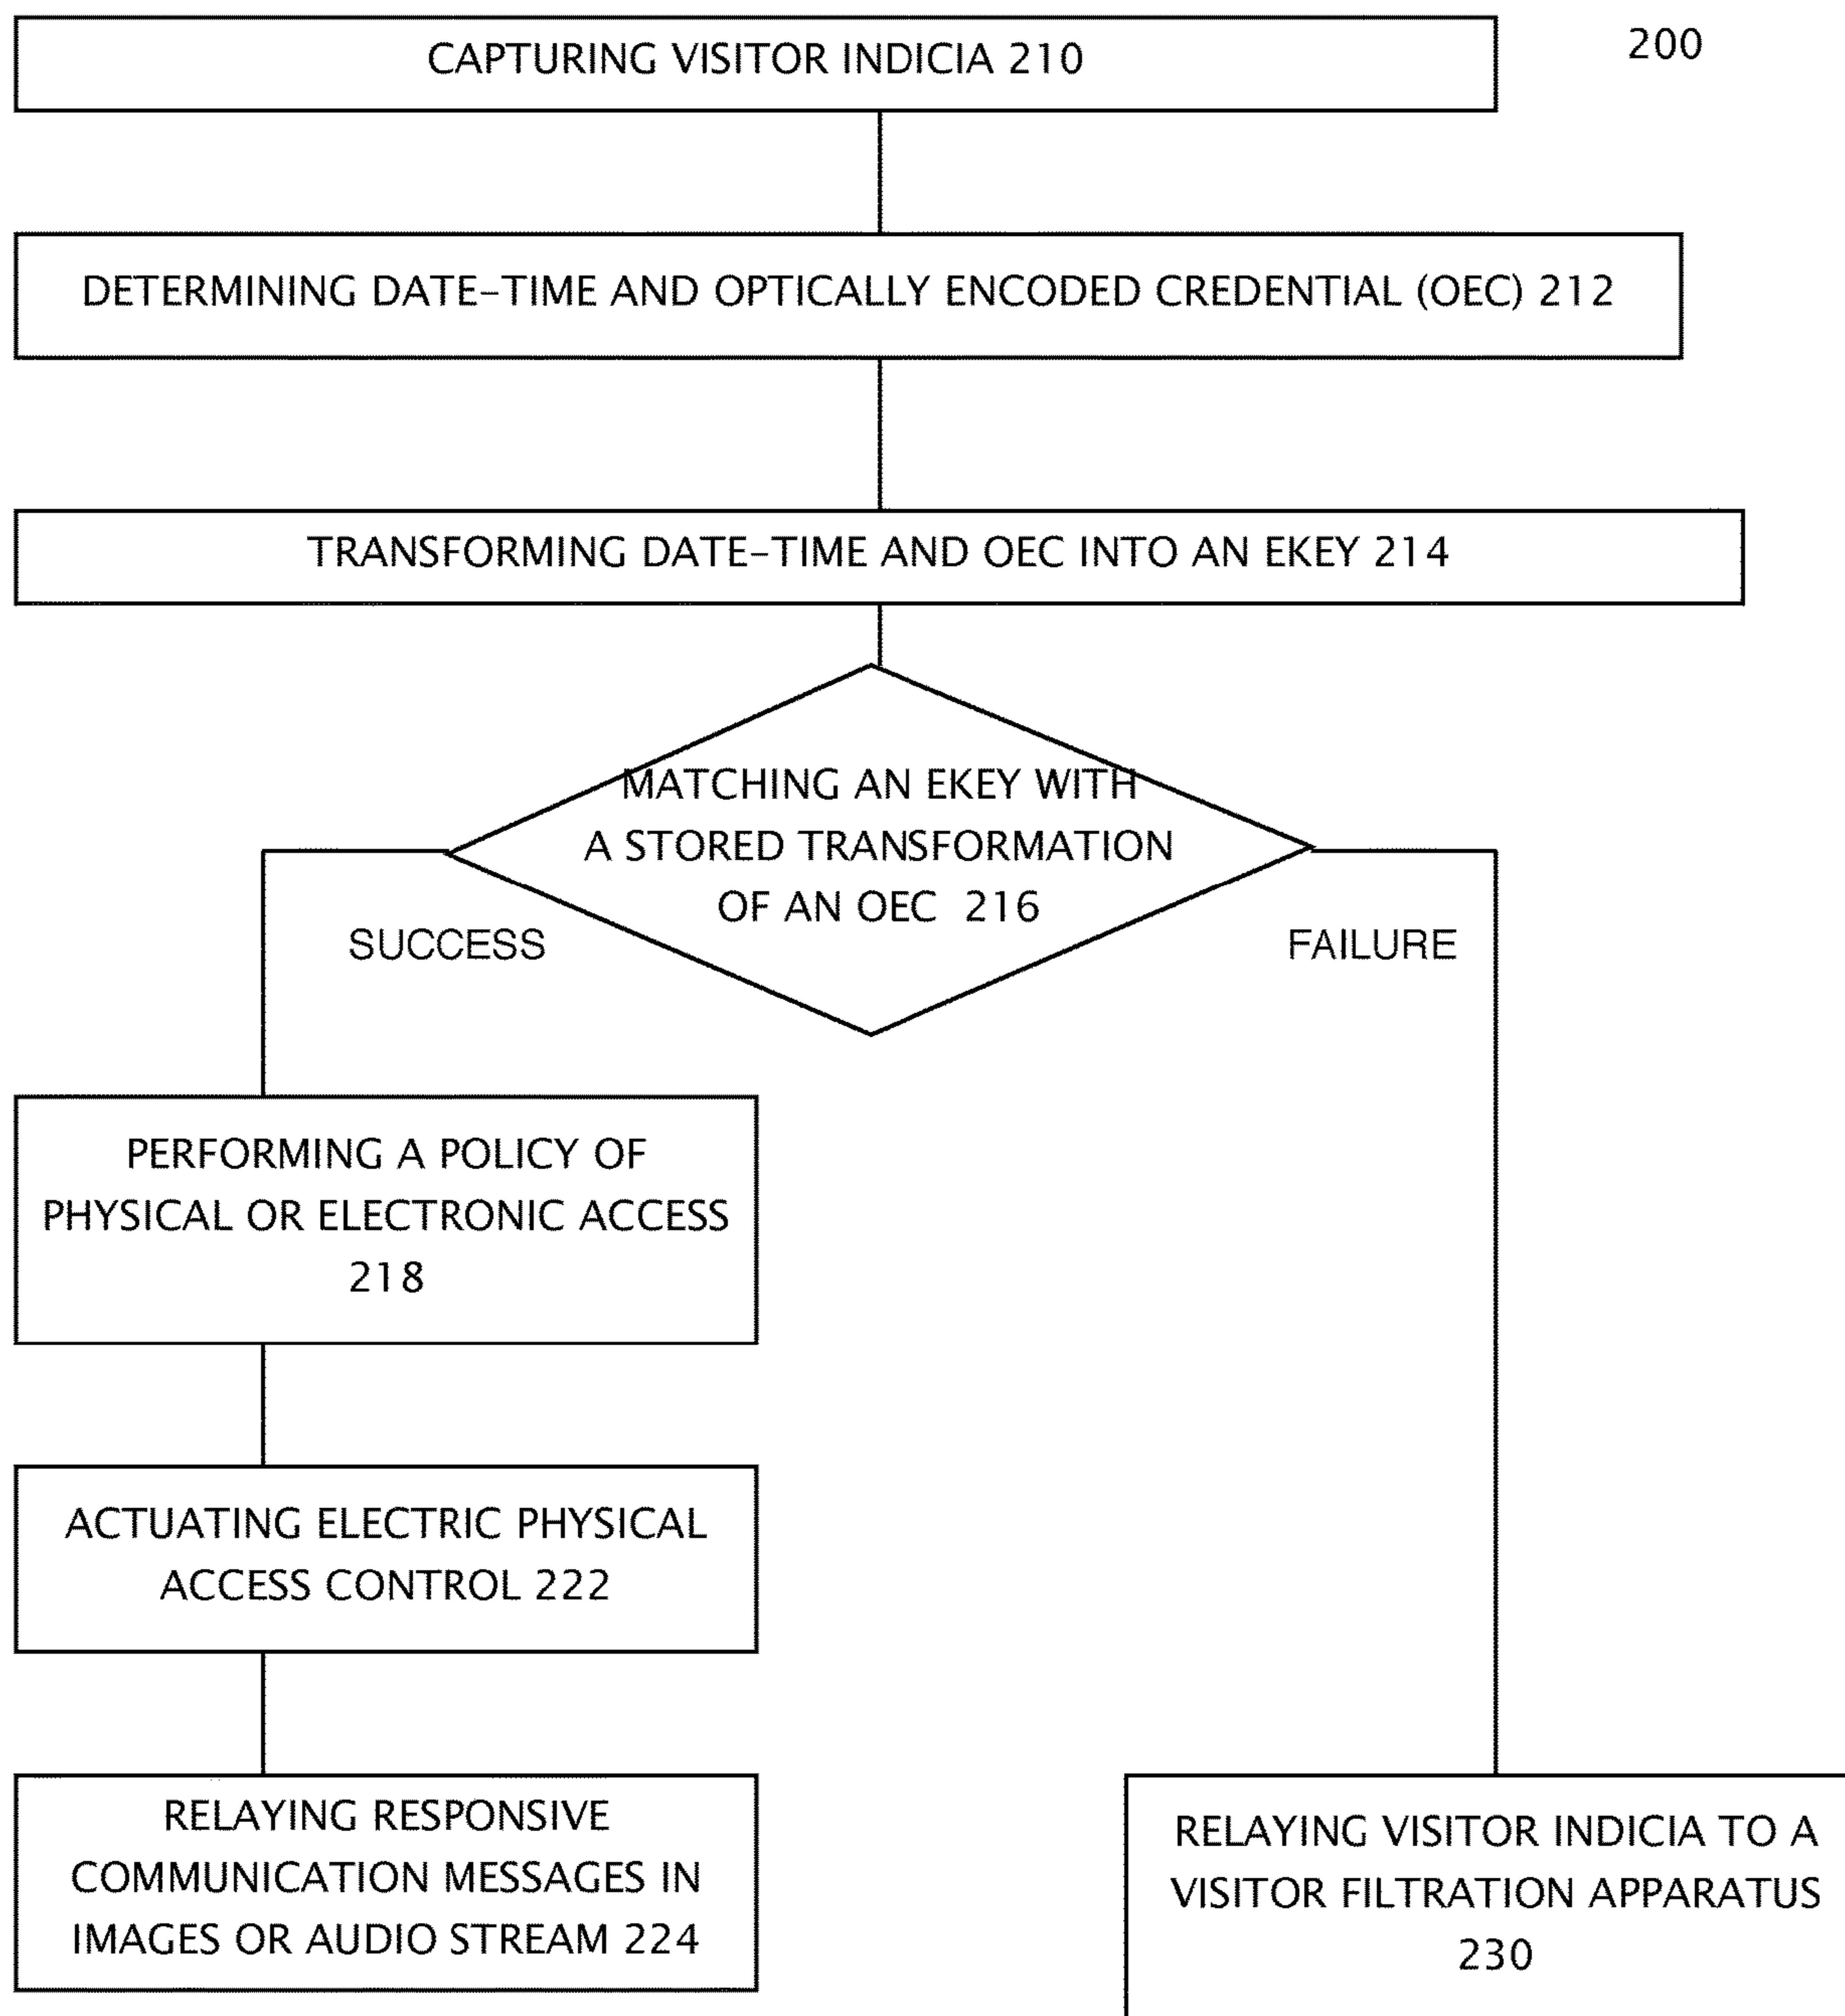 CAPTURING VISITOR INDICIA 210
200
DETERMINING DATE-TIME AND OPTICALLY ENCODED CREDENTIAL (OEC) 212
TRANSFORMING DATE-TIME AND OEC INTO AN EKEY 214
MATCHING AN EKEY WITH
A STORED TRANSFORMATION
OF AN OEC 216
SUCCESS
FAILURE
PERFORMING A POLICY OF
PHYSICAL OR ELECTRONIC ACCESS
218
ACTUATING ELECTRIC PHYSICAL
ACCESS CONTROL 222
RELAYING RESPONSIVE
COMMUNICATION MESSAGES IN
IMAGES OR AUDIO STREAM 224
RELAYING VISITOR INDICIA TO A
VISITOR FILTRATION APPARATUS
230